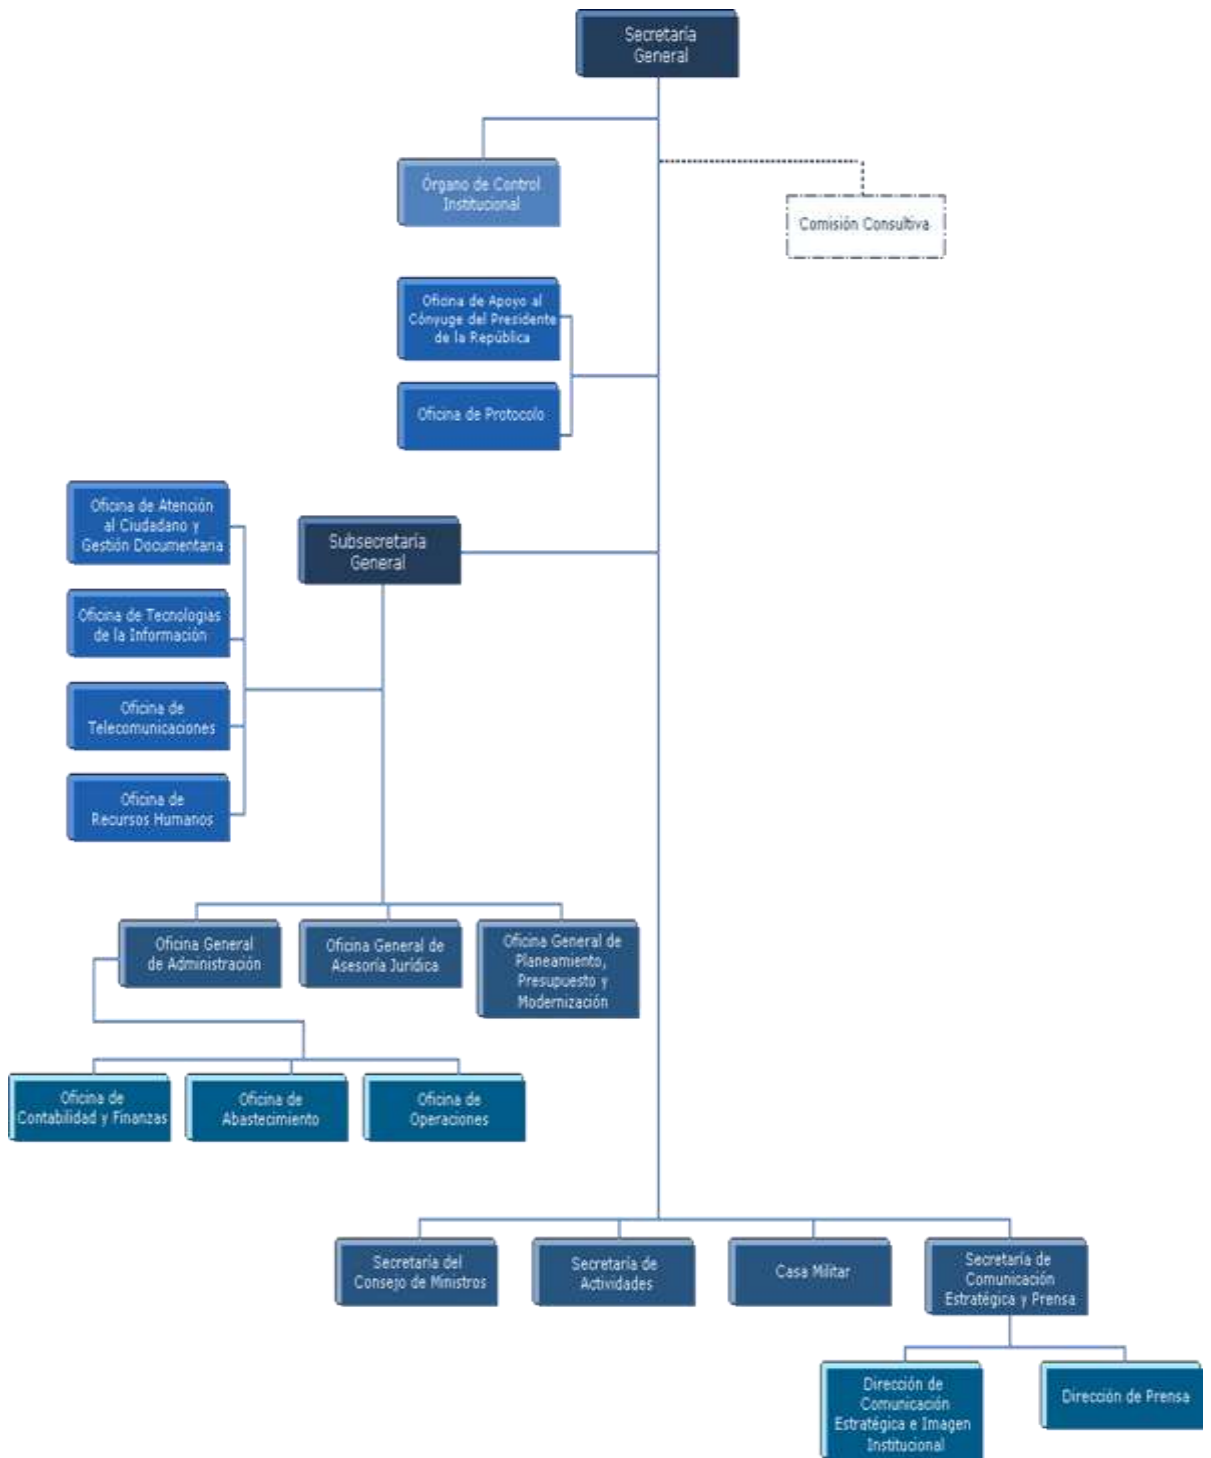 Secretaría
General
Órgano de Control
Institucional
Comisión Consultiva
Oficina de Apoyo al
Cónyuge del Presidente
de la República
Oficina de Protocolo
Oficina de Atención
al Ciudadano y
Gestión Documentaria
Subsecretaría
General
Oficina de Tecnologías
de la Información
Oficina de
Telecomunicaciones
Oficina de
Recursos Humanos
Oficina General
de Administración
Oficina General de
Asesoría Jurídica
Oficina General de
Planeamiento,
Presupuesto y
Modernización
Oficina de
Contabilidad y Finanzas
Oficina de
Abastecimiento
Oficina de
Operaciones
Secretaría del
Consejo de Ministros
Secretaría de
Actividades
Casa Militar
Secretaría de
Comunicación
Estratégica y Prensa
Dirección de
Comunicación
Estratégica e Imagen
Institucional
Dirección de Prensa